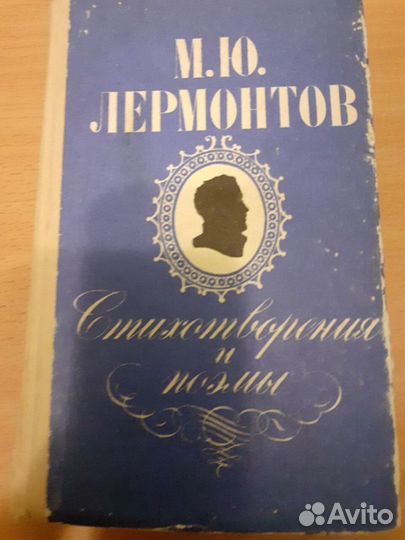 М.Ю.
ЛЕРМОНТОВ
Стихотворения
и
поэмы
Avito